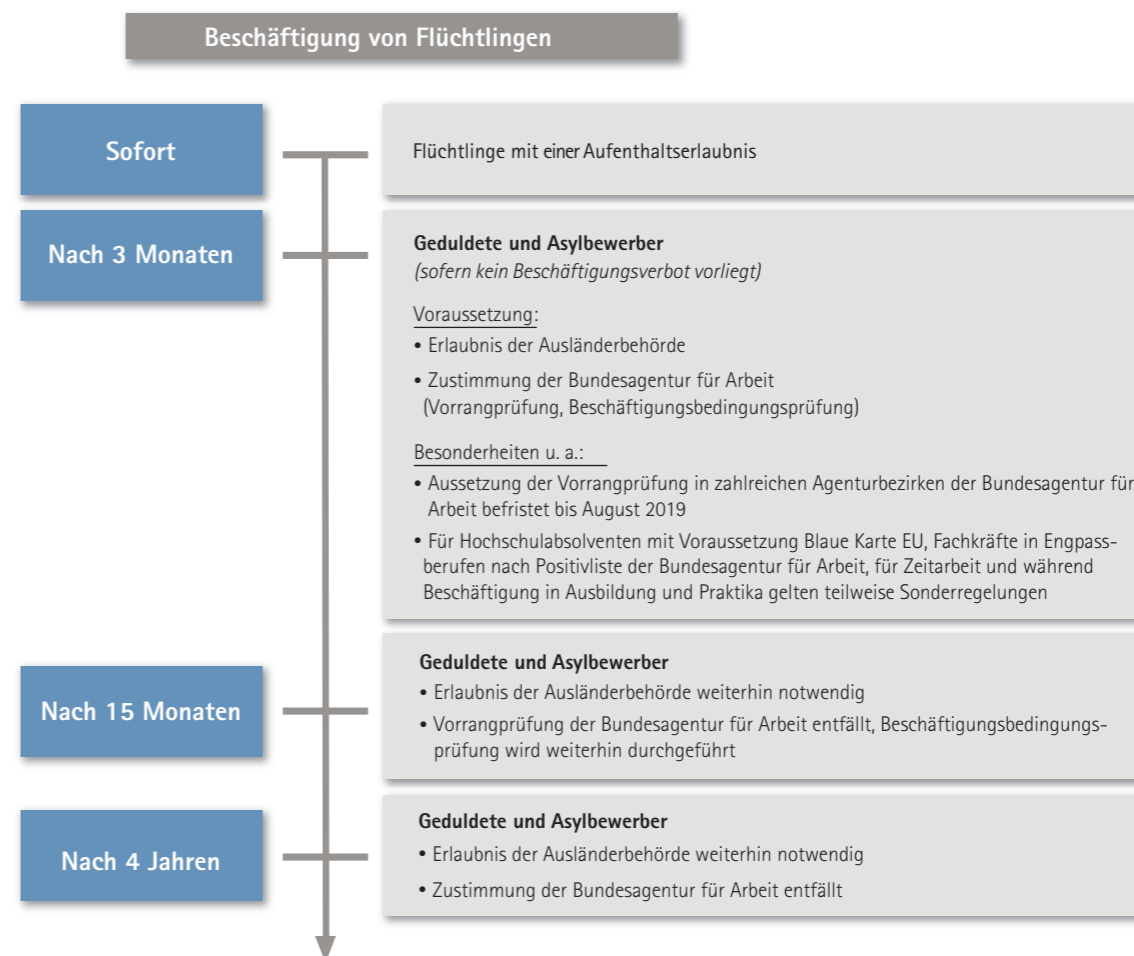 Beschäftigung von Flüchtlingen
Sofort
Flüchtlinge mit einer Aufenthaltserlaubnis
Nach 3 Monaten
Geduldete und Asylbewerber
(sofern kein Beschäftigungsverbot vorliegt)
Voraussetzung:
• Erlaubnis der Ausländerbehörde
• Zustimmung der Bundesagentur für Arbeit
(Vorrangprüfung, Beschäftigungsbedingungsprüfung)
Besonderheiten u. a.:
• Aussetzung der Vorrangprüfung in zahlreichen Agenturbezirken der Bundesagentur für
Arbeit befristet bis August 2019
• Für Hochschulabsolventen mit Voraussetzung Blaue Karte EU, Fachkräfte in Engpass-
berufen nach Positivliste der Bundesagentur für Arbeit, für Zeitarbeit und während
Beschäftigung in Ausbildung und Praktika gelten teilweise Sonderregelungen
Nach 15 Monaten
Geduldete und Asylbewerber
• Erlaubnis der Ausländerbehörde weiterhin notwendig
• Vorrangprüfung der Bundesagentur für Arbeit entfällt, Beschäftigungsbedingungs-
prüfung wird weiterhin durchgeführt
Nach 4 Jahren
Geduldete und Asylbewerber
• Erlaubnis der Ausländerbehörde weiterhin notwendig
• Zustimmung der Bundesagentur für Arbeit entfällt